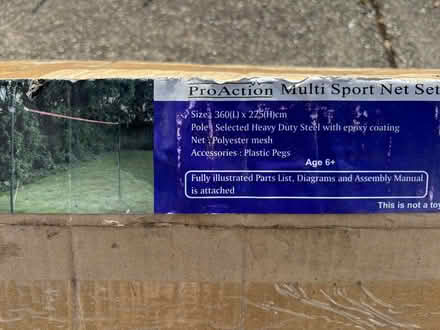 ProAction Multi Sport Net Set
Size : 360(L) x 225(H)cm
Pole : Selected Heavy Duty Steel with epoxy coating
Net : Polyester mesh
Accessories : Plastic Pegs
Age 6+
Fully illustrated Parts List, Diagrams and Assembly Manual
is attached
This is not a toy